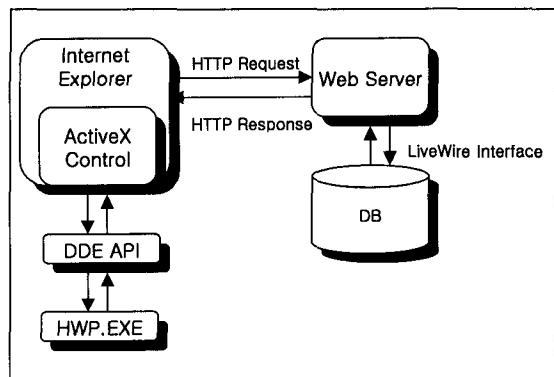 Internet
Explorer
HTTP Request
Web Server
HTTP Response
ActiveX
Control
LiveWire Interface
DB
DDE API
HWP.EXE